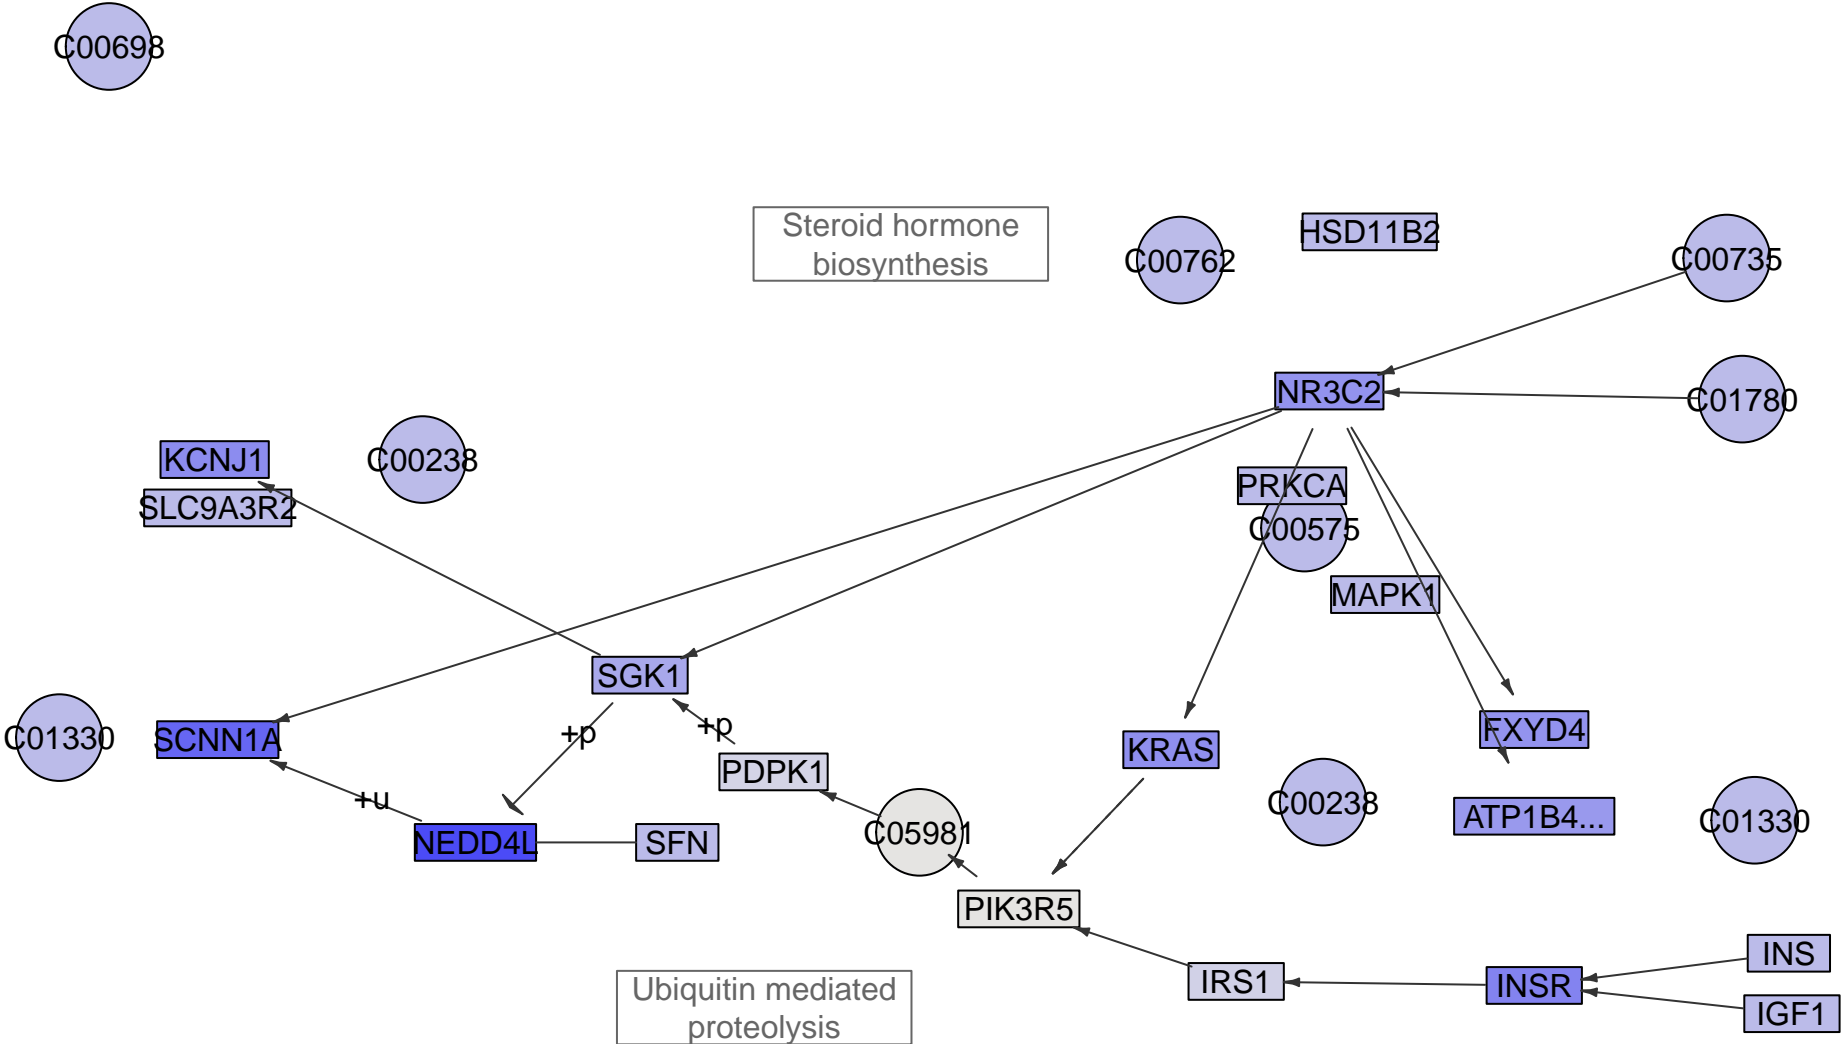 C00698
Steroid hormone
biosynthesis
C00762
HSD11B2
C00735
NR3C2
C01780
KCNJ1
C00238
SLC9A3R2
PRKCA
C00575
MAPK1
SGK1
+p
+p
C01330
SCNN1A
KRAS
FXYD4
PDPK1
+u
C00238
ATP1B4...
C01330
NEDD4L
SFN
C05981
PIK3R5
INS
IRS1
INSR
IGF1
Ubiquitin mediated
proteolysis